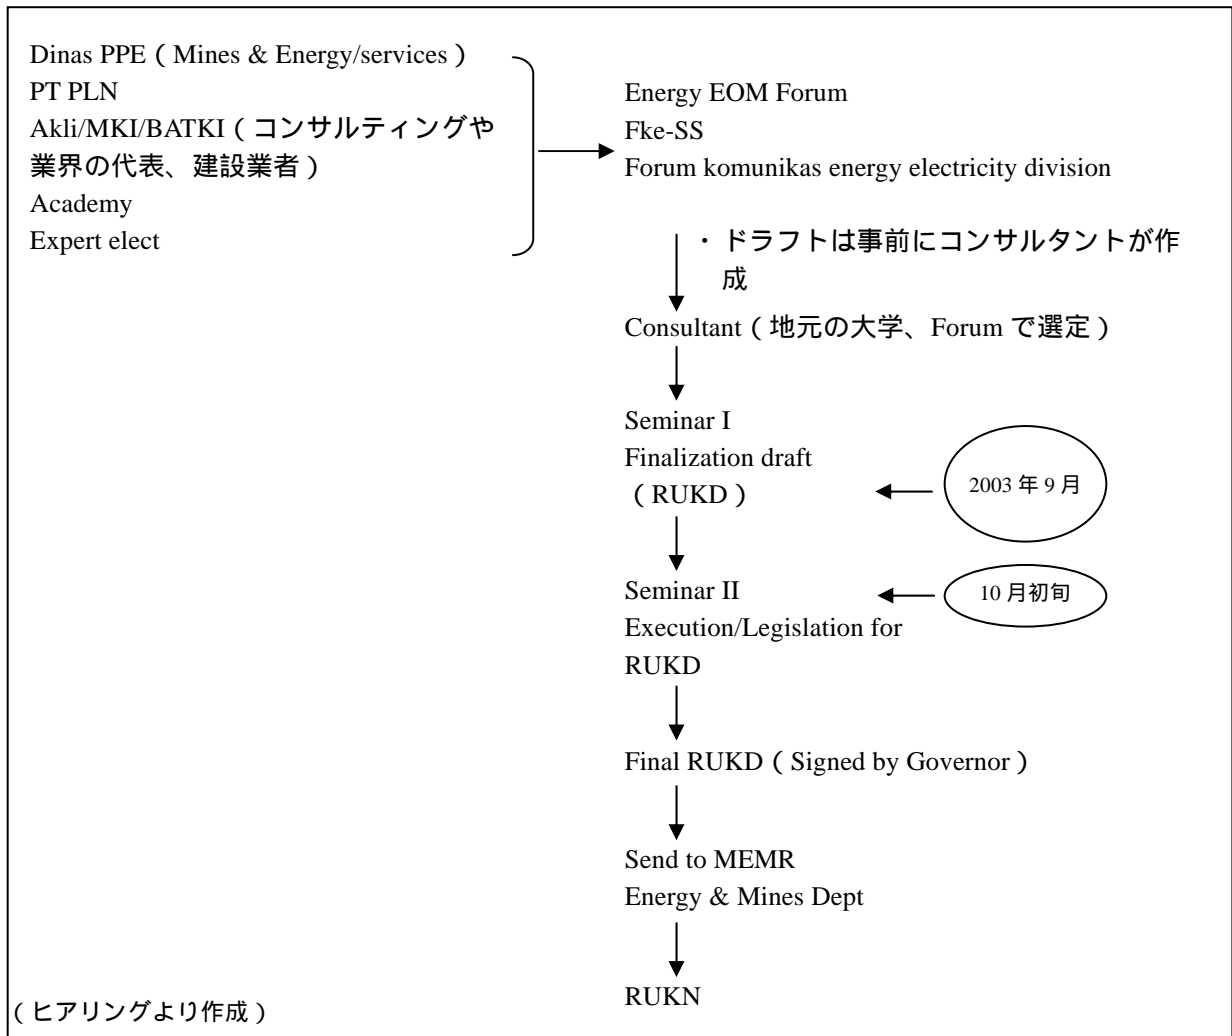 Dinas PPE（Mines & Energy/services）
PT PLN
Akli/MKI/BATKI（コンサルティングや
業界の代表、建設業者）
Academy
Expert elect
Energy EOM Forum
Fke-SS
Forum komunikas energy electricity division
・ドラフトは事前にコンサルタントが作
成
Consultant（地元の大学、Forum で選定）
Seminar I
Finalization draft
（RUKD）
2003 年 9 月
Seminar II
10 月初旬
Execution/Legislation for
RUKD
Final RUKD（Signed by Governor）
Send to MEMR
Energy & Mines Dept
RUKN
（ヒアリングより作成）